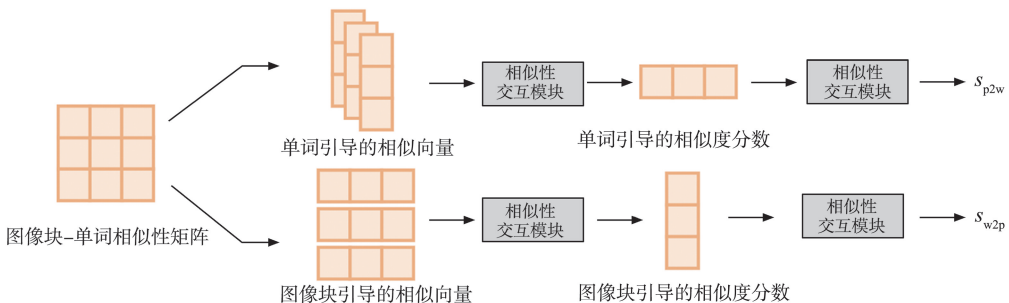 相似性
交互模块
相似性
交互模块
s_p2w
单词引导的相似向量
单词引导的相似度分数
图像块–单词相似性矩阵
相似性
交互模块
相似性
交互模块
s_w2p
图像块引导的相似向量
图像块引导的相似度分数